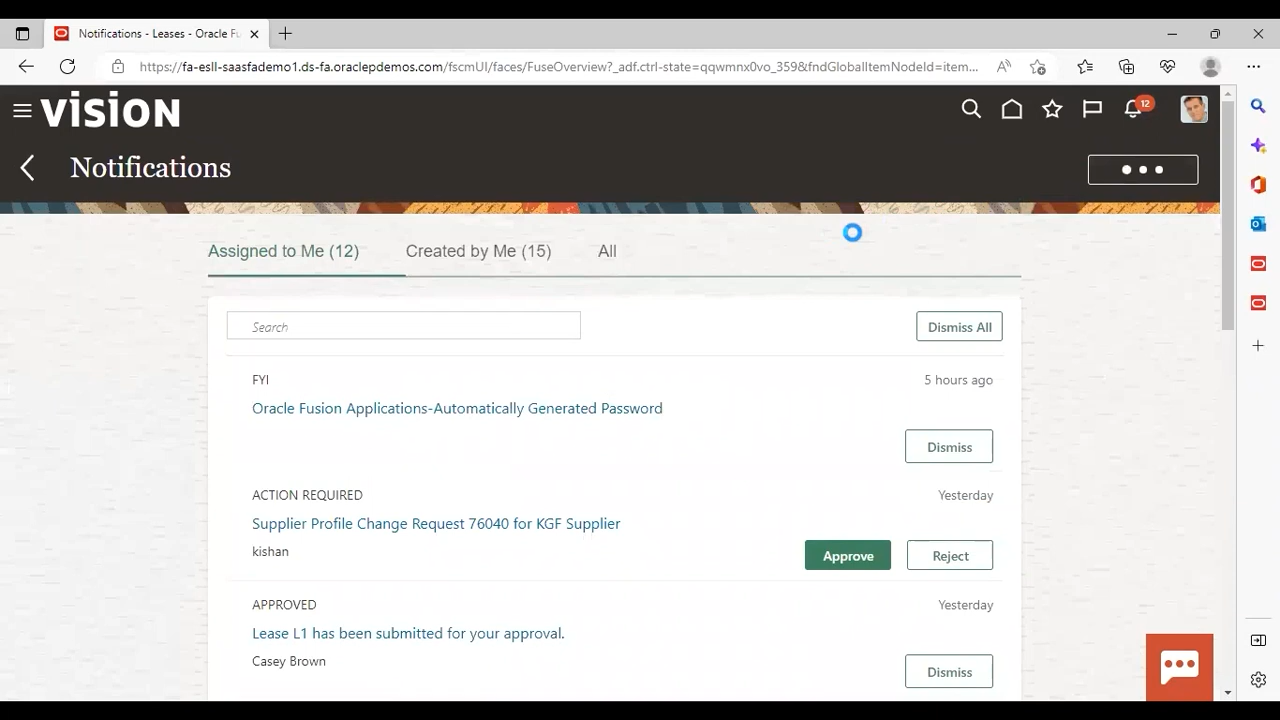 Notifications - Leases - Oracle Fu
https://fa-esll-saasfademo1.ds-fa.oraclepdemos.com/fscmUI/faces/FuseOverview?_adf.ctrl-state=qqwmnx0vo_359&fndGlobalItemNodeId=item...
VISION
12
Notifications
Assigned to Me (12) Created by Me (15) All
Search
Dismiss All
FYI 5 hours ago
Oracle Fusion Applications-Automatically Generated Password
Dismiss
ACTION REQUIRED Yesterday
Supplier Profile Change Request 76040 for KGF Supplier
kishan
Approve Reject
APPROVED Yesterday
Lease L1 has been submitted for your approval.
Casey Brown
Dismiss